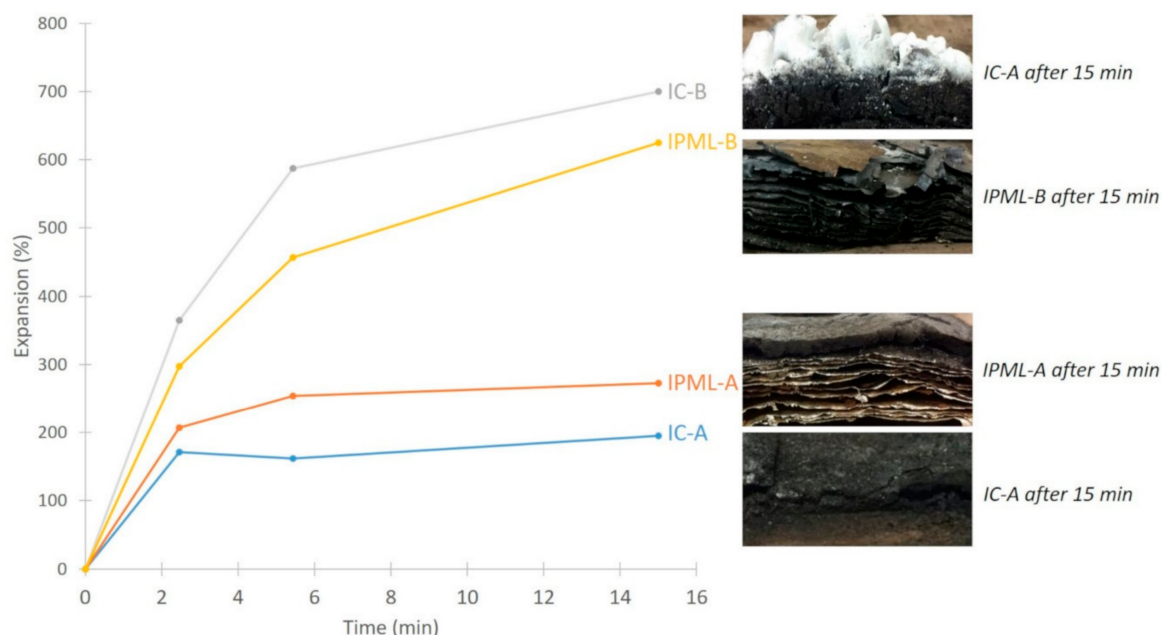 800
700
600
500
400
300
200
100
0
Expansion (%)
0 2 4 6 8 10 12 14 16
Time (min)
IC-B
IPML-B
IPML-A
IC-A
IC-A after 15 min
IPML-B after 15 min
IPML-A after 15 min
IC-A after 15 min